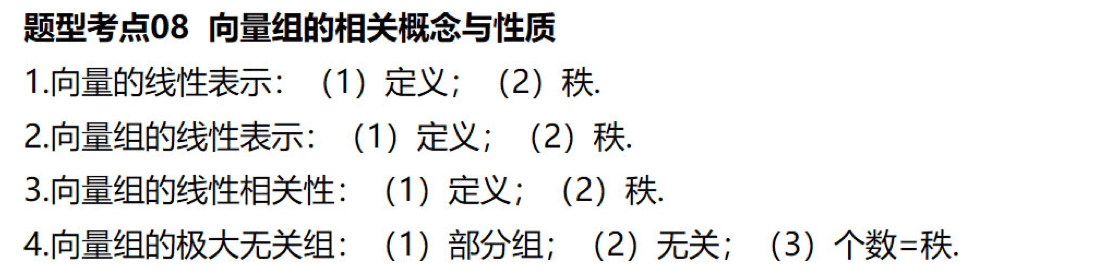 题型考点08 向量组的相关概念与性质
1.向量的线性表示：（1）定义；（2）秩.
2.向量组的线性表示：（1）定义；（2）秩.
3.向量组的线性相关性：（1）定义；（2）秩.
4.向量组的极大无关组：（1）部分组；（2）无关；（3）个数=秩.